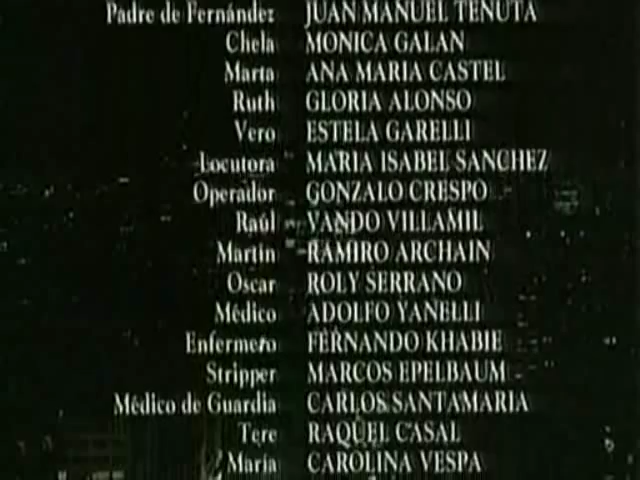 Padre de Fernández JUAN MANUEL TENUTA
Chela MONICA GALAN
Marta ANA MARIA CASTEL
Ruth GLORIA ALONSO
Vero ESTELA GARELLI
Locutora MARIA ISABEL SANCHEZ
Operador GONZALO CRESPO
Raúl VANDO VILLAMIL
Martín RAMIRO ARCHAIN
Oscar ROLY SERRANO
Médico ADOLFO YANELLI
Enfermero FERNANDO KHABIE
Stripper MARCOS EPELBAUM
Médico de Guardia CARLOS SANTAMARIA
Tere RAQUEL CASAL
María CAROLINA VESPA